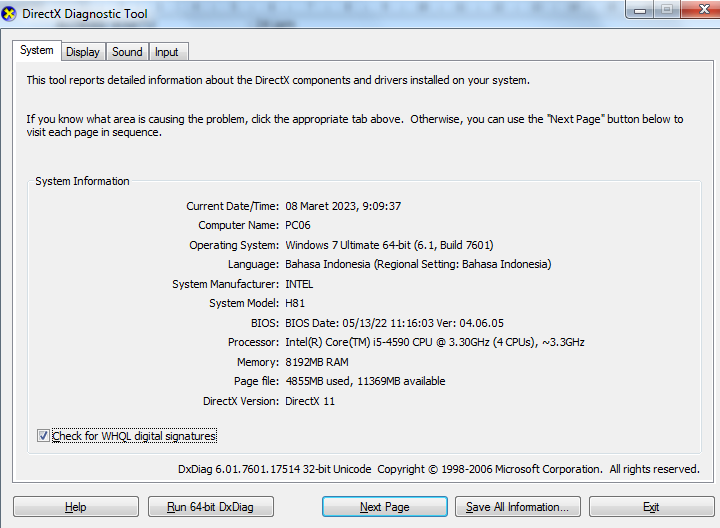 DirectX Diagnostic Tool
System Display Sound Input
This tool reports detailed information about the DirectX components and drivers installed on your system.
If you know what area is causing the problem, click the appropriate tab above. Otherwise, you can use the "Next Page" button below to
visit each page in sequence.
System Information
Current Date/Time: 08 Maret 2023, 9:09:37
Computer Name: PC06
Operating System: Windows 7 Ultimate 64-bit (6.1, Build 7601)
Language: Bahasa Indonesia (Regional Setting: Bahasa Indonesia)
System Manufacturer: INTEL
System Model: H81
BIOS: BIOS Date: 05/13/22 11:16:03 Ver: 04.06.05
Processor: Intel(R) Core(TM) i5-4590 CPU @ 3.30GHz (4 CPUs), ~3.3GHz
Memory: 8192MB RAM
Page file: 4855MB used, 11369MB available
DirectX Version: DirectX 11
Check for WHQL digital signatures
DxDiag 6.01.7601.17514 32-bit Unicode Copyright © 1998-2006 Microsoft Corporation. All rights reserved.
Help Run 64-bit DxDiag Next Page Save All Information... Exit